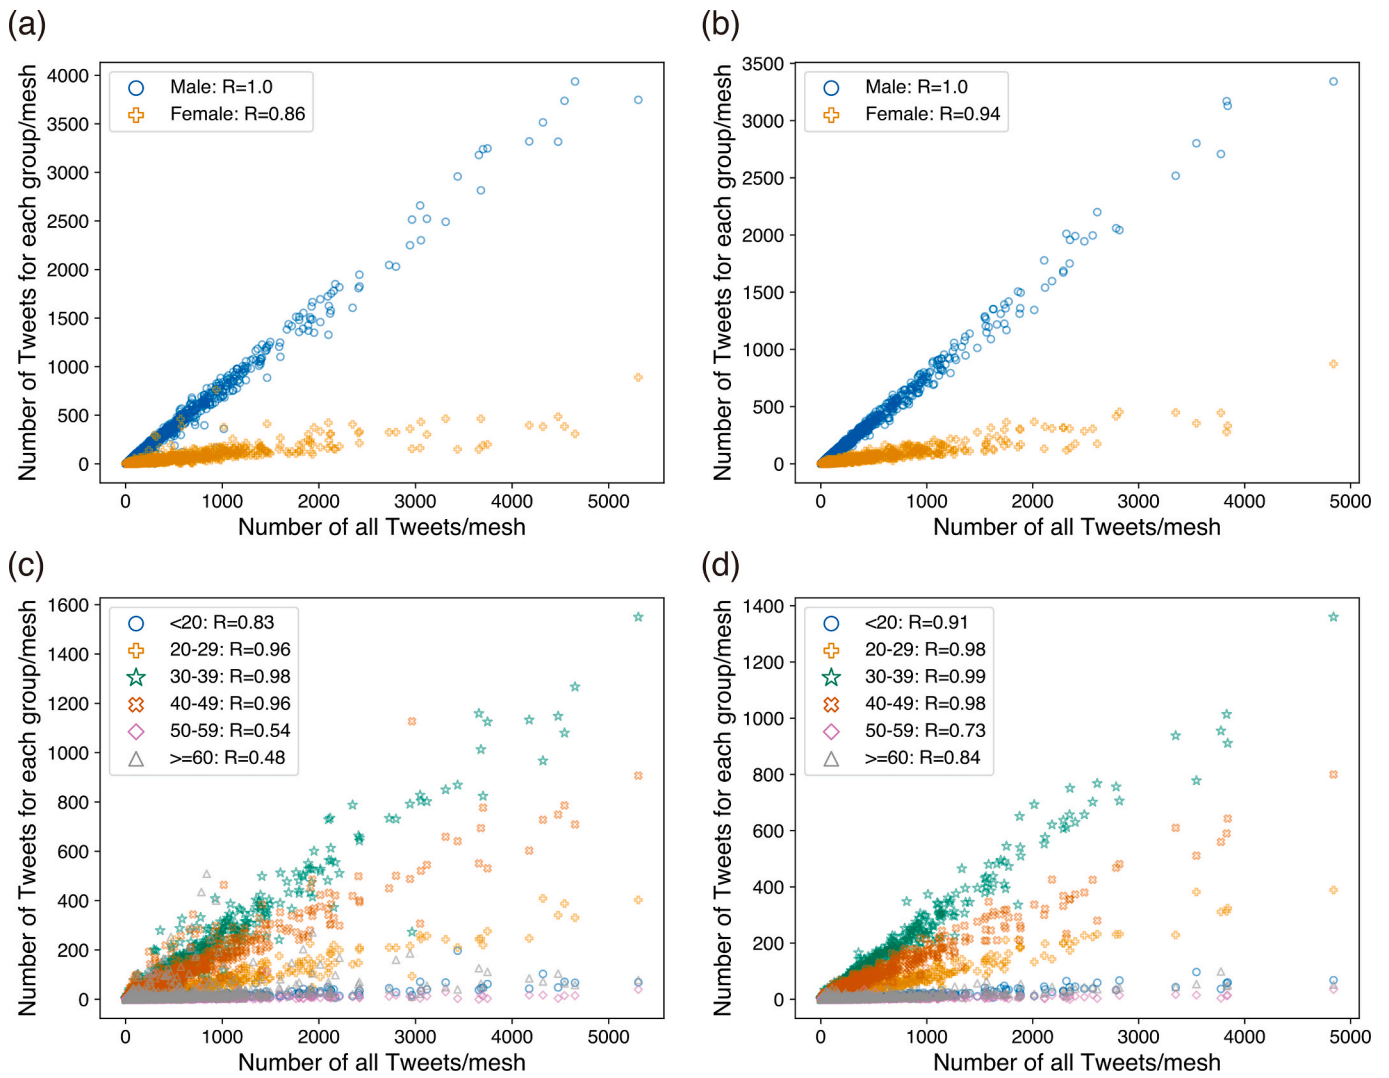 (a)
Number of Tweets for each group/mesh
4000
3500
3000
2500
2000
1500
1000
500
0
Male: R=1.0
Female: R=0.86
0 1000 2000 3000 4000 5000
Number of all Tweets/mesh
(b)
Number of Tweets for each group/mesh
3500
3000
2500
2000
1500
1000
500
0
Male: R=1.0
Female: R=0.94
0 1000 2000 3000 4000 5000
Number of all Tweets/mesh
(c)
Number of Tweets for each group/mesh
1600
1400
1200
1000
800
600
400
200
0
<20: R=0.83
20-29: R=0.96
30-39: R=0.98
40-49: R=0.96
50-59: R=0.54
>=60: R=0.48
0 1000 2000 3000 4000 5000
Number of all Tweets/mesh
(d)
Number of Tweets for each group/mesh
1400
1200
1000
800
600
400
200
0
<20: R=0.91
20-29: R=0.98
30-39: R=0.99
40-49: R=0.98
50-59: R=0.73
>=60: R=0.84
0 1000 2000 3000 4000 5000
Number of all Tweets/mesh